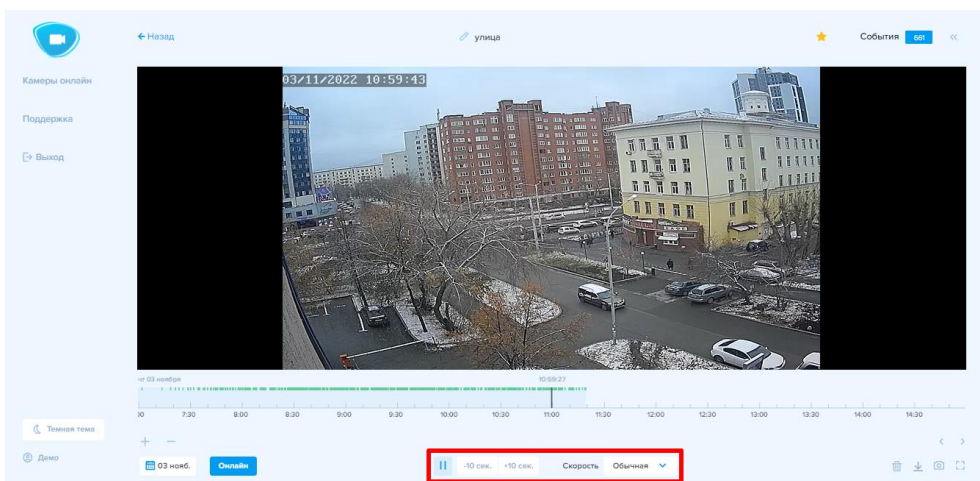 Назад
улица
События 661
Камеры онлайн
Поддержка
Выход
03/11/2022 10:59:43
чт 03 ноября
10:59:27
7:30 8:00 8:30 9:00 9:30 10:00 10:30 11:00 11:30 12:00 12:30 13:00 13:30 14:00 14:30
Темная тема
Демо
03 нояб.
Онлайн
-10 сек. +10 сек.
Скорость Обычная